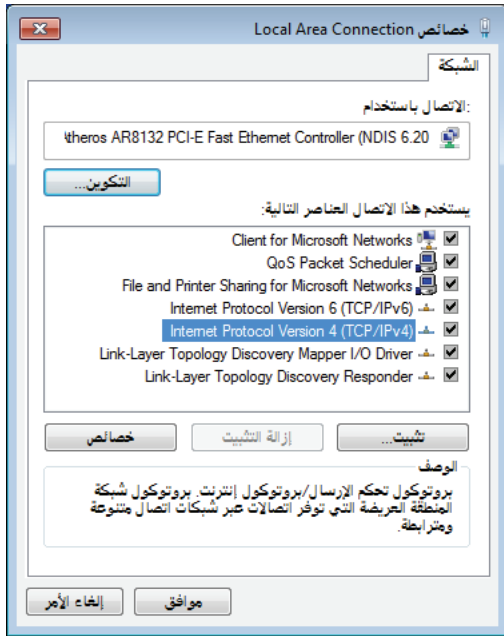 خصائص Local Area Connection
الشبكة
الاتصال باستخدام:
Atheros AR8132 PCI-E Fast Ethernet Controller (NDIS 6.20
التكوين...
يستخدم هذا الاتصال العناصر التالية:
Client for Microsoft Networks
QoS Packet Scheduler
File and Printer Sharing for Microsoft Networks
Internet Protocol Version 6 (TCP/IPv6)
Internet Protocol Version 4 (TCP/IPv4)
Link-Layer Topology Discovery Mapper I/O Driver
Link-Layer Topology Discovery Responder
تثبيت... إزالة التثبيت خصائص
الوصف
بروتوكول تحكم الإرسال/بروتوكول إنترنت. بروتوكول شبكة
المنطقة العريضة التي توفر اتصالات عبر شبكات اتصال متنوعة
ومترابطة.
موافق إلغاء الأمر